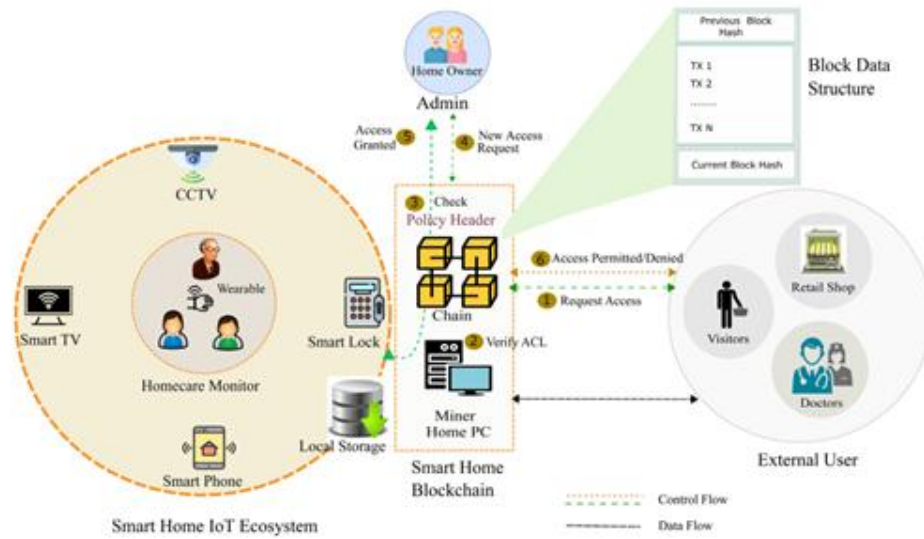 Previous Block
Hash
TX 1
TX 2
........
TX N
Current Block Hash
Block Data
Structure
Home Owner
Admin
Access
Granted
5
4
New Access
Request
CCTV
3
Check
Policy Header
Wearable
6
Access Permitted/Denied
Retail Shop
1
Request Access
Chain
Visitors
Smart TV
Smart Lock
2
Verify ACL
Homecare Monitor
Doctors
Miner
Home PC
Local Storage
External User
Smart Phone
Smart Home
Blockchain
Control Flow
Smart Home IoT Ecosystem
Data Flow